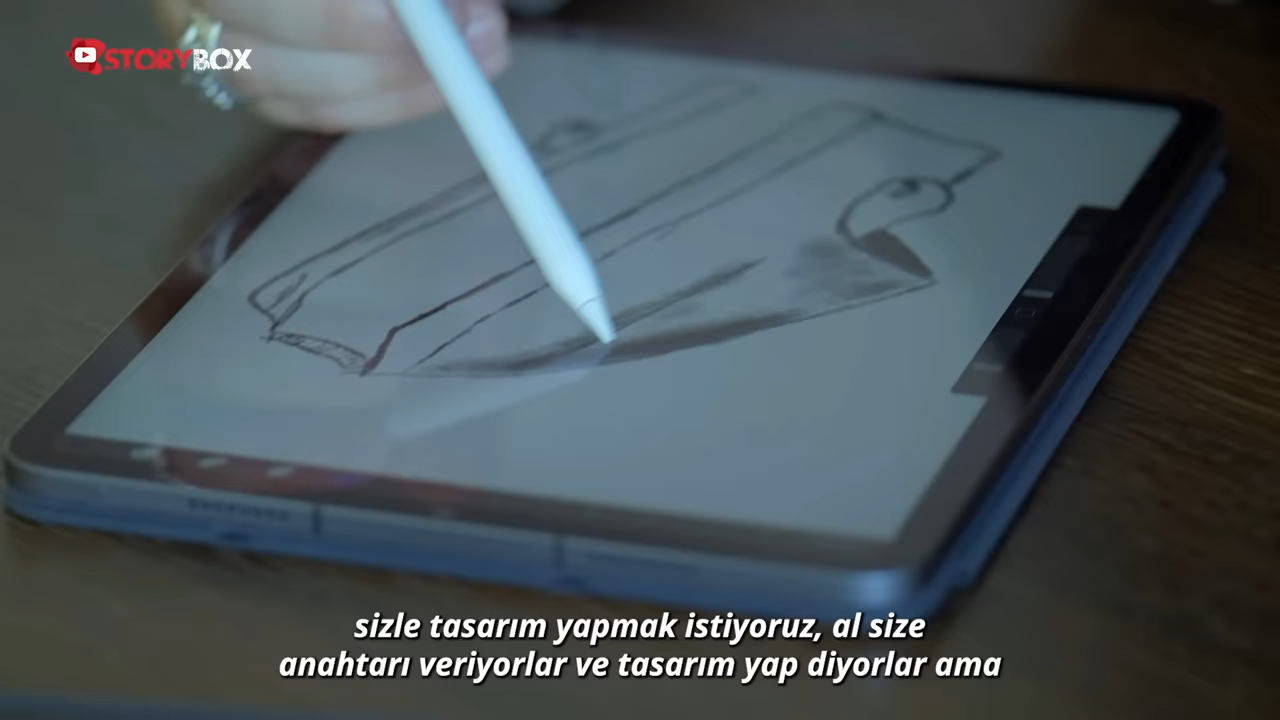 STORYBOX
sizle tasarım yapmak istiyoruz, al size
anahtarı veriyorlar ve tasarım yap diyorlar ama